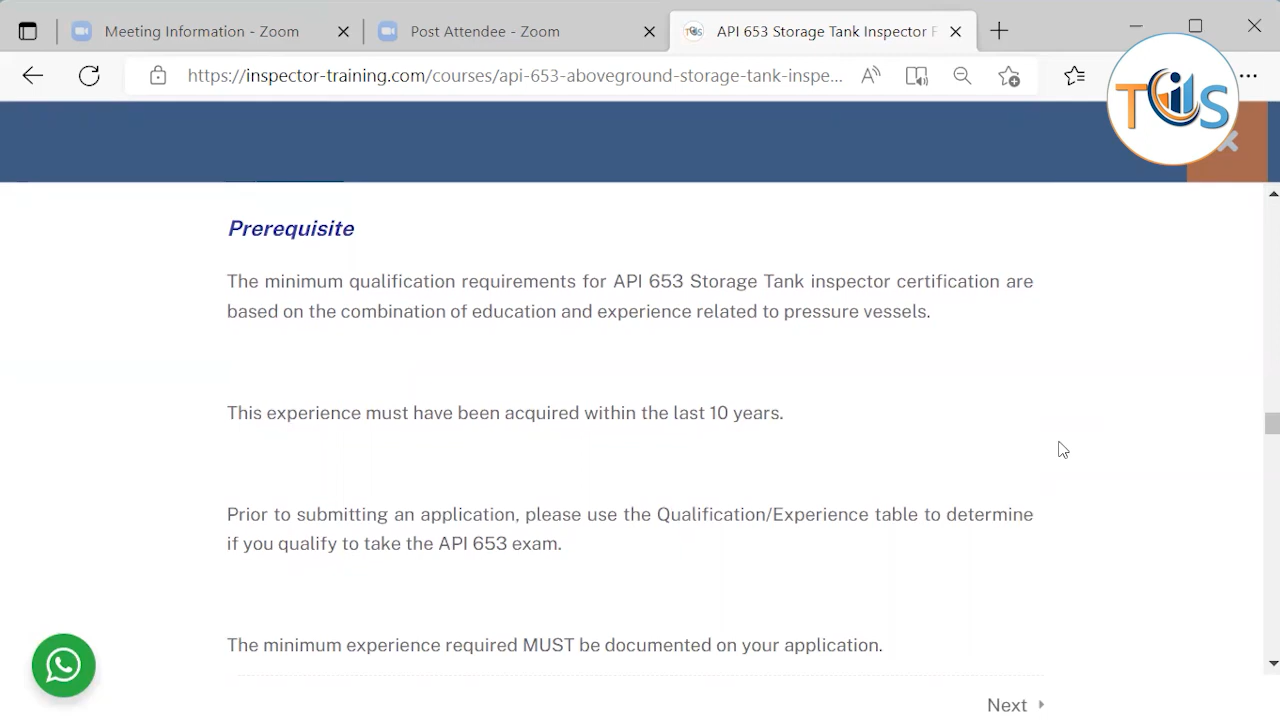 Meeting Information - Zoom
Post Attendee - Zoom
API 653 Storage Tank Inspector F
https://inspector-training.com/courses/api-653-aboveground-storage-tank-inspe...
TCIS
Prerequisite
The minimum qualification requirements for API 653 Storage Tank inspector certification are
based on the combination of education and experience related to pressure vessels.
This experience must have been acquired within the last 10 years.
Prior to submitting an application, please use the Qualification/Experience table to determine
if you qualify to take the API 653 exam.
The minimum experience required MUST be documented on your application.
Next